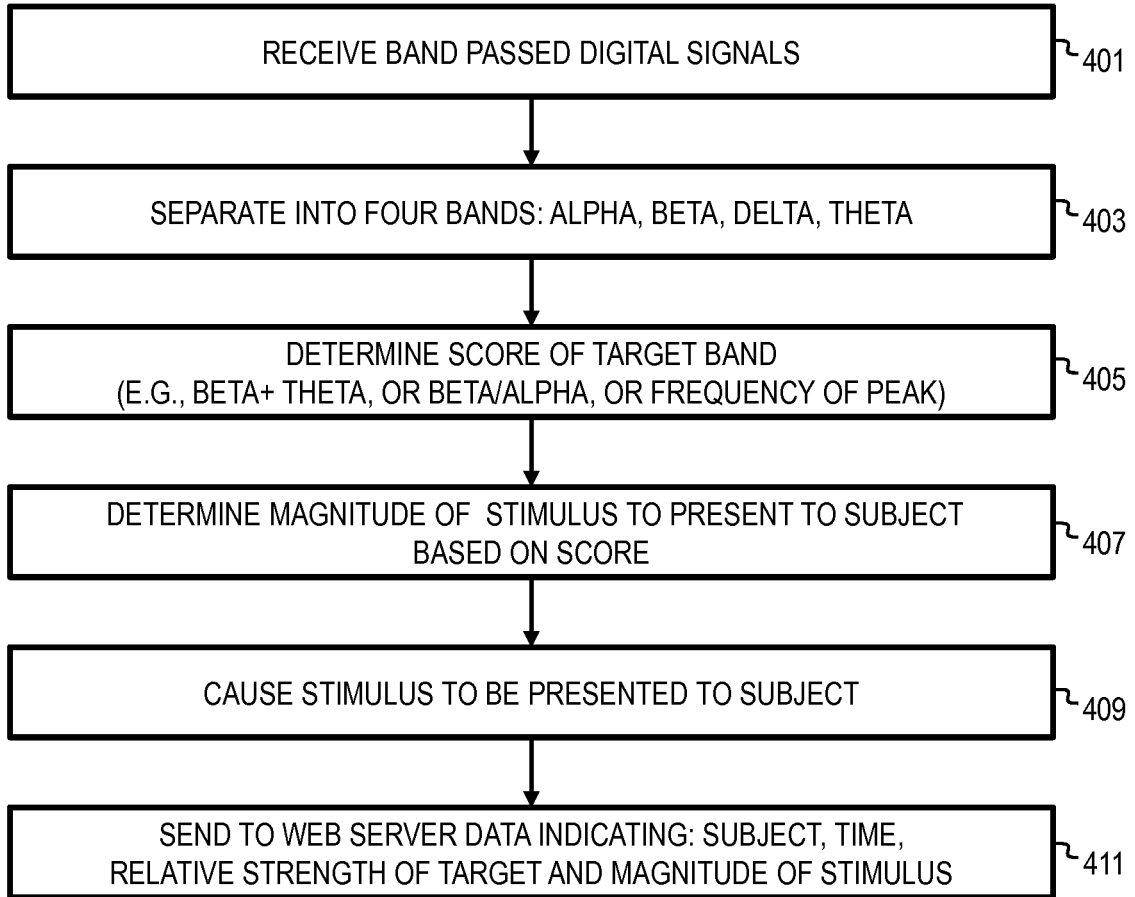 RECEIVE BAND PASSED DIGITAL SIGNALS
401
SEPARATE INTO FOUR BANDS: ALPHA, BETA, DELTA, THETA
403
DETERMINE SCORE OF TARGET BAND
(E.G., BETA+ THETA, OR BETA/ALPHA, OR FREQUENCY OF PEAK)
405
DETERMINE MAGNITUDE OF STIMULUS TO PRESENT TO SUBJECT
BASED ON SCORE
407
CAUSE STIMULUS TO BE PRESENTED TO SUBJECT
409
SEND TO WEB SERVER DATA INDICATING: SUBJECT, TIME,
RELATIVE STRENGTH OF TARGET AND MAGNITUDE OF STIMULUS
411